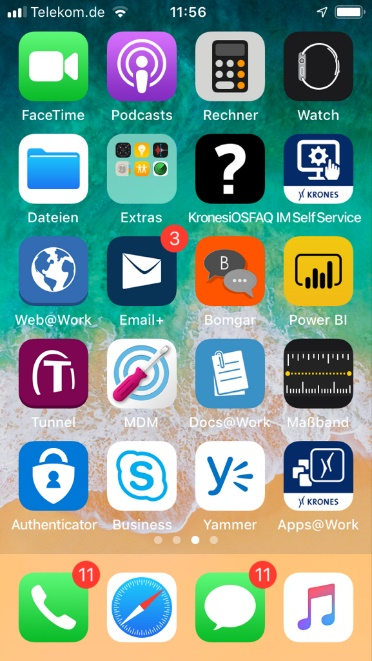 Telekom.de 11:56
FaceTime Podcasts Rechner Watch
KRONES
Dateien Extras KronesiOSFAQ IM Self Service
3
B
Web@Work Email+ Bomgar Power BI
T
Tunnel MDM Docs@Work Maßband
S Y
KRONES
Authenticator Business Yammer Apps@Work
11 11